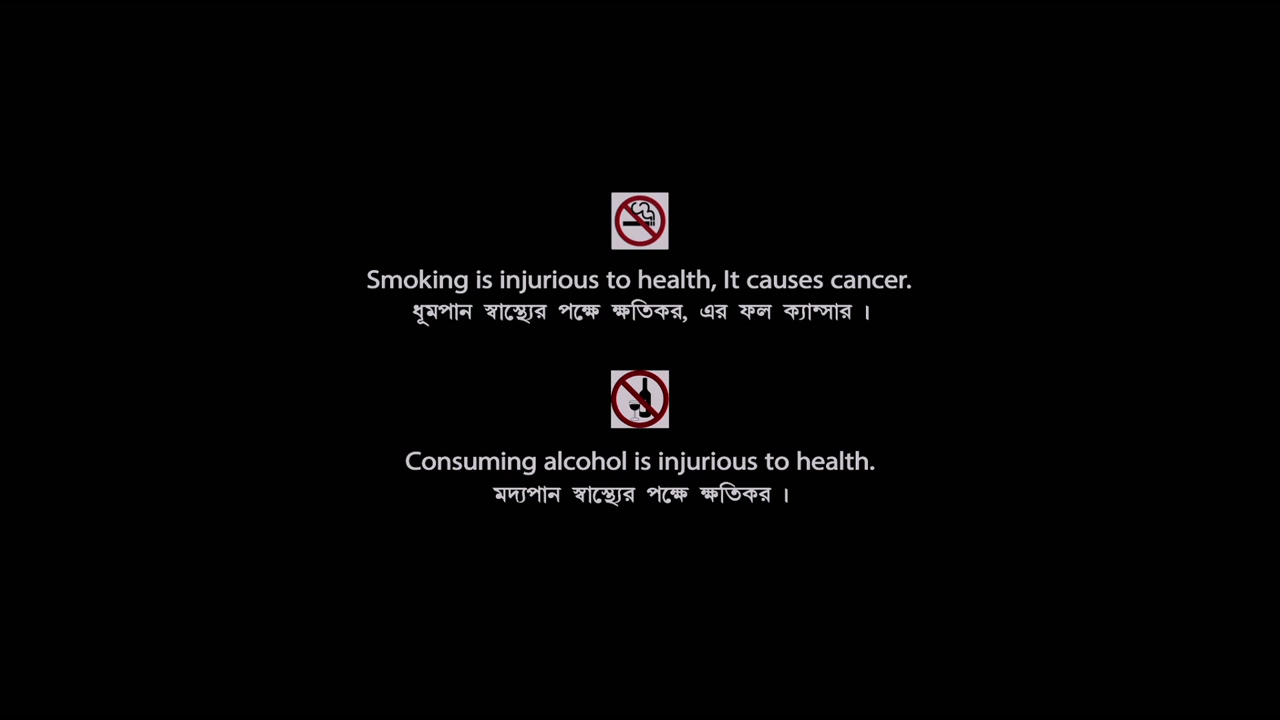 Smoking is injurious to health, It causes cancer.
ধূমপান স্বাস্থ্যের পক্ষে ক্ষতিকর, এর ফল ক্যান্সার ।
Consuming alcohol is injurious to health.
মদ্যপান স্বাস্থ্যের পক্ষে ক্ষতিকর ।